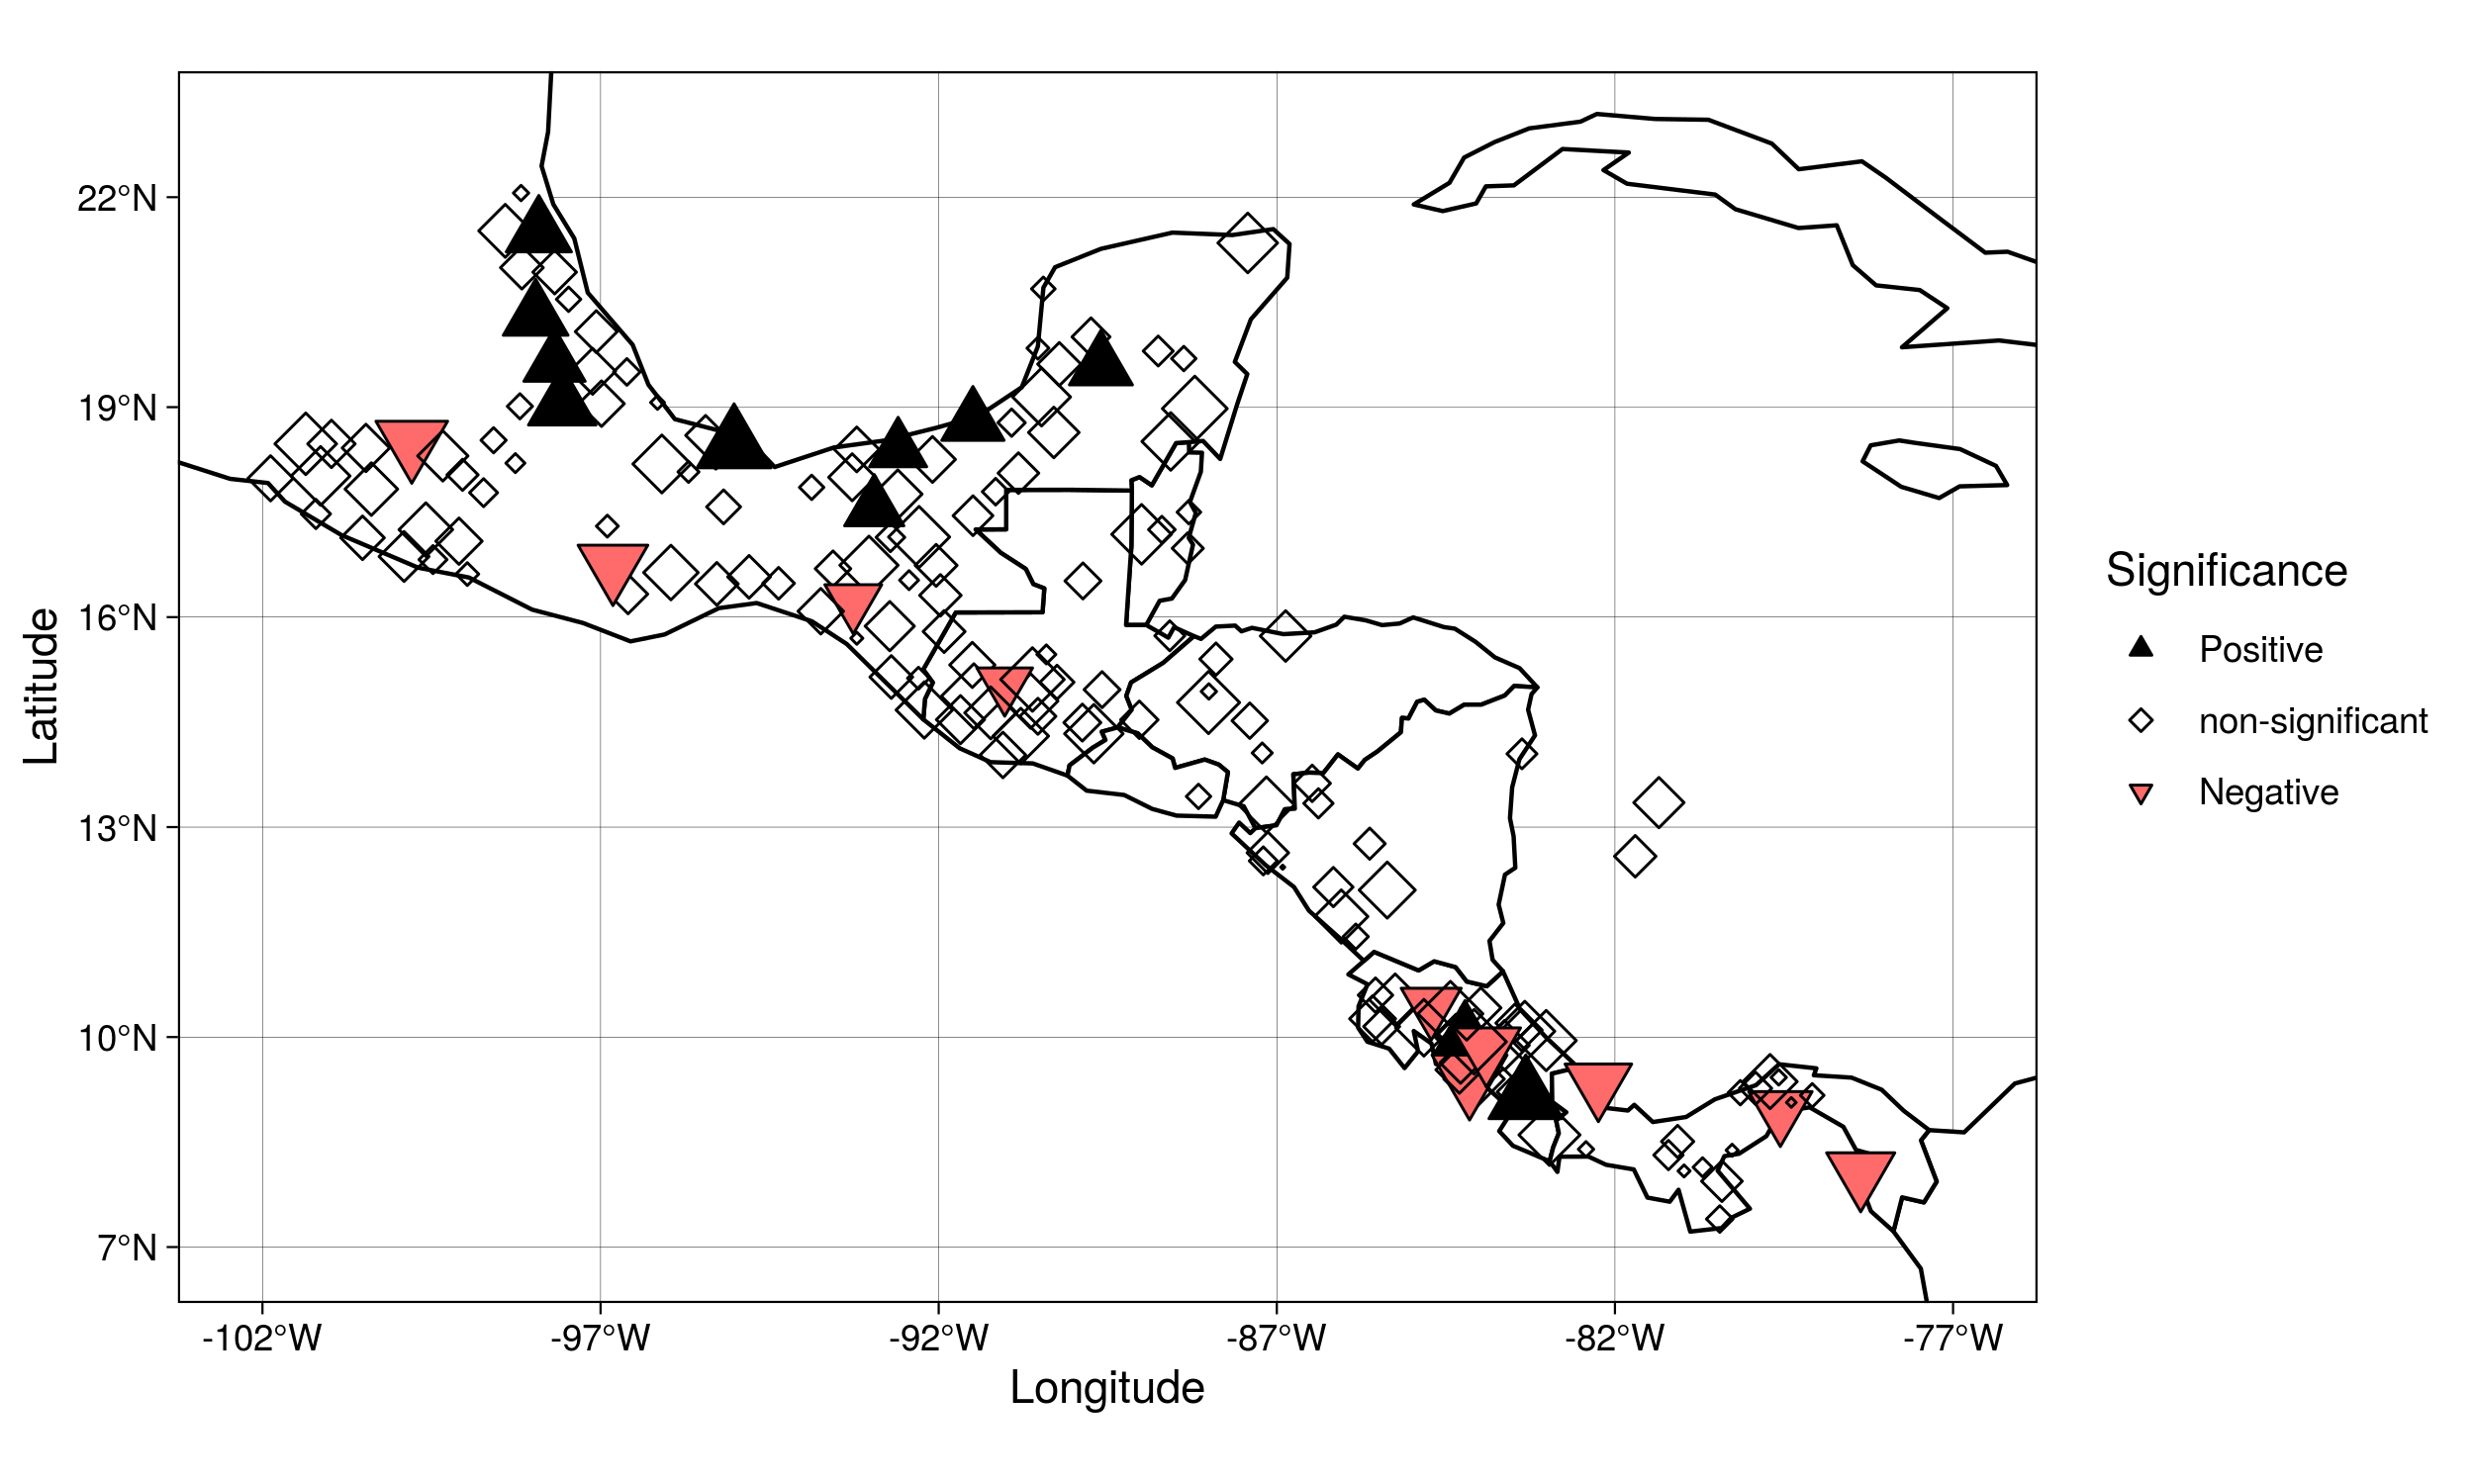 22°N
19°N
16°N
13°N
10°N
7°N
Latitude
-102°W
-97°W
-92°W
-87°W
-82°W
-77°W
Longitude
Significance
Positive
non-significant
Negative